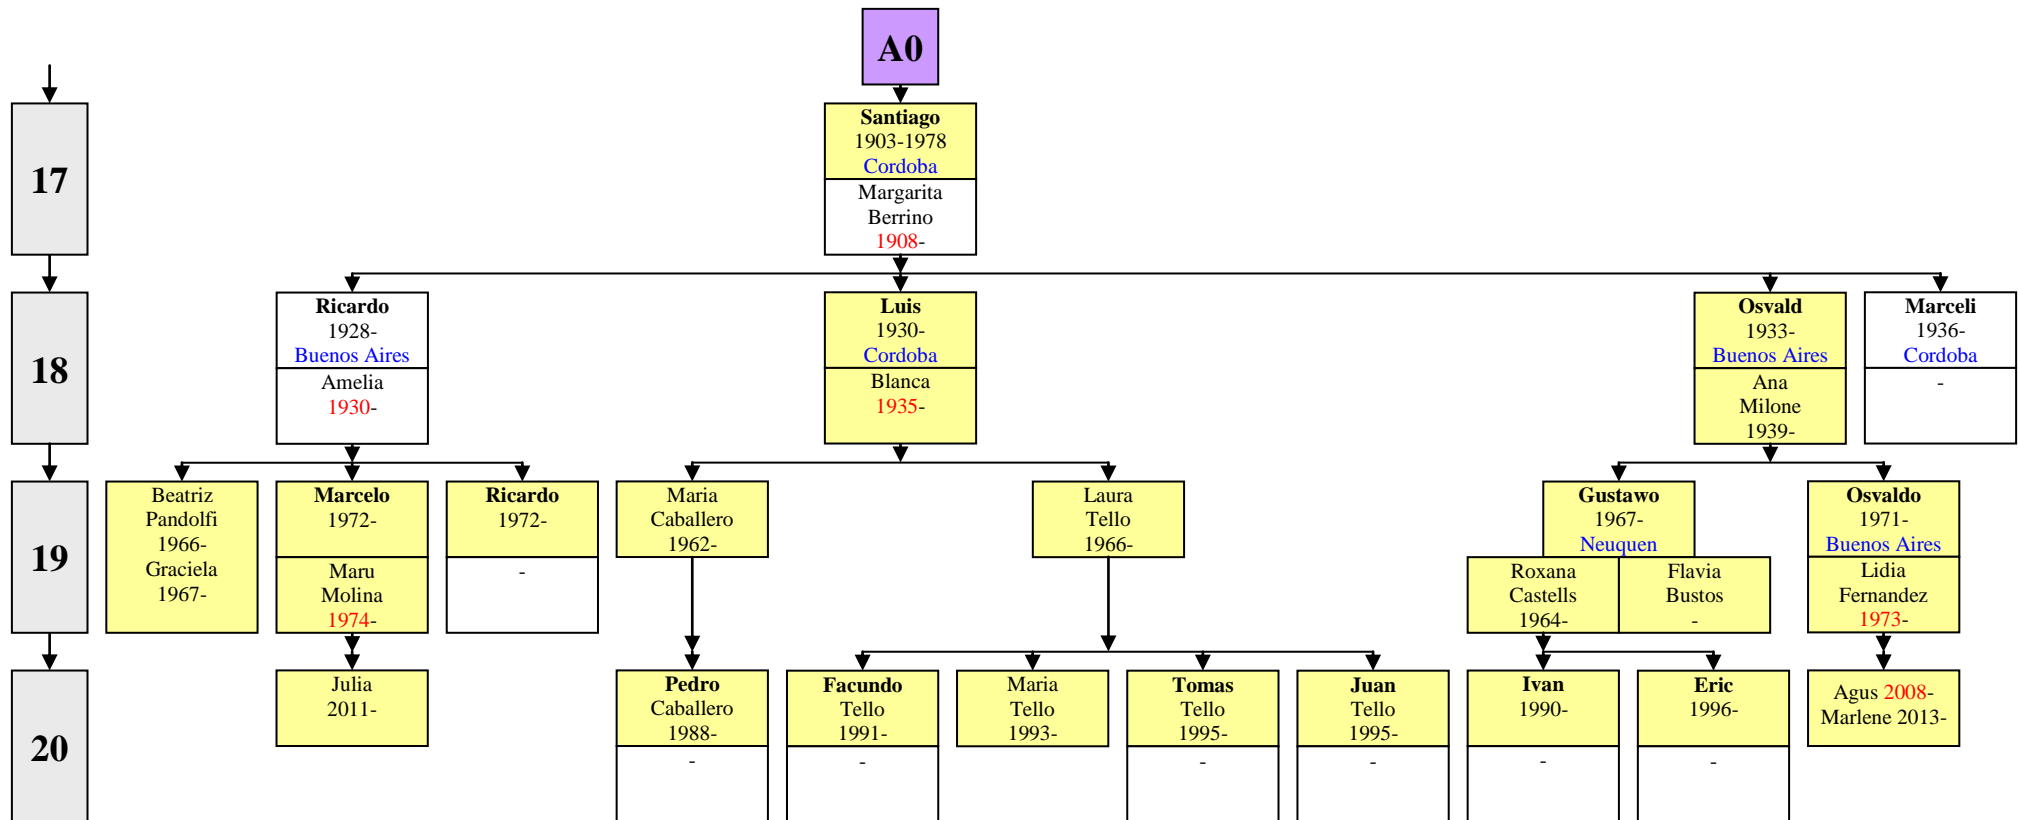 A0
17
Santiago
1903-1978
Cordoba
Margarita
Berrino
1908-
18
Ricardo
1928-
Buenos Aires
Amelia
1930-
Luis
1930-
Cordoba
Blanca
1935-
Osvald
1933-
Buenos Aires
Ana
Milone
1939-
Marceli
1936-
Cordoba
-
19
Beatriz
Pandolfi
1966-
Graciela
1967-
Marcelo
1972-
Maru
Molina
1974-
Ricardo
1972-
-
Maria
Caballero
1962-
Laura
Tello
1966-
Gustawo
1967-
Neuquen
Roxana
Castells
1964-
Flavia
Bustos
-
Osvaldo
1971-
Buenos Aires
Lidia
Fernandez
1973-
20
Julia
2011-
Pedro
Caballero
1988-
-
Facundo
Tello
1991-
-
Maria
Tello
1993-
Tomas
Tello
1995-
-
Juan
Tello
1995-
-
Ivan
1990-
-
Eric
1996-
-
Agus 2008-
Marlene 2013-